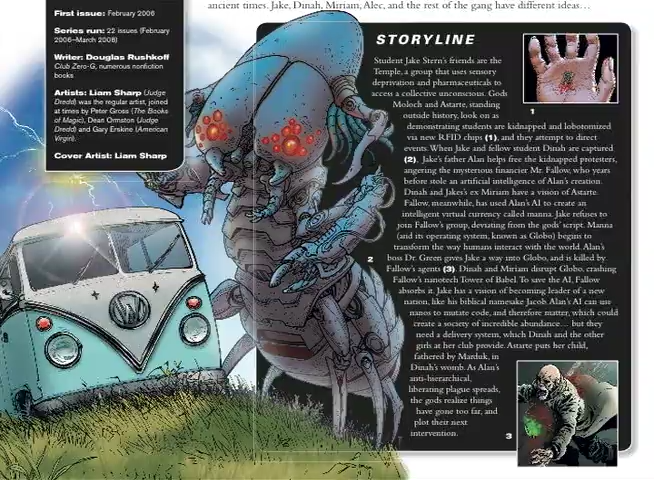 ancient times. Jake, Dinah, Miriam, Alec, and the rest of the gang have different ideas…
First issue: February 2006
Series run: 22 issues (February
2006–March 2008)
Writer: Douglas Rushkoff
Club Zero-G, numerous nonfiction
books
Artists: Liam Sharp (Judge
Dredd) was the regular artist, joined
at times by Peter Gross (The Books
of Magic), Dean Ormston (Judge
Dredd) and Gary Erskine (American
Virgin).
Cover Artist: Liam Sharp
STORYLINE
Student Jake Stern's friends are the
Temple, a group that uses sensory
deprivation and pharmaceuticals to
access a collective unconscious. Gods
Moloch and Astarte, standing
outside history, look on as
demonstrating students are kidnapped and lobotomized
via new RFID chips (1), and they attempt to direct
events. When Jake and fellow student Dinah are captured
(2), Jake's father Alan helps free the kidnapped protesters,
angering the mysterious financier Mr. Fallow, who years
before stole an artificial intelligence of Alan's creation.
Dinah and Jake's ex Miriam have a vision of Astarte.
Fallow, meanwhile, has used Alan's AI to create an
intelligent virtual currency called manna. Jake refuses to
join Fallow's group, deviating from the gods' script. Manna
(and its operating system, known as Globo) begins to
transform the way humans interact with the world. Alan's
boss Dr. Green gives Jake a way into Globo, and is killed by
Fallow's agents (3). Dinah and Miriam disrupt Globo, crashing
Fallow's nanotech Tower of Babel. To save the AI, Fallow
absorbs it. Jake has a vision of becoming leader of a new
nation, like his biblical namesake Jacob. Alan's AI can use
nanos to mutate code, and therefore matter, which could
create a society of incredible abundance… but they
need a delivery system, which Dinah and the other
girls at her club provide. Astarte puts her child,
fathered by Marduk, in
Dinah's womb. As Alan's
anti-hierarchical,
liberating plague spreads,
the gods realize things
have gone too far, and
plot their next
intervention.
1
2
3